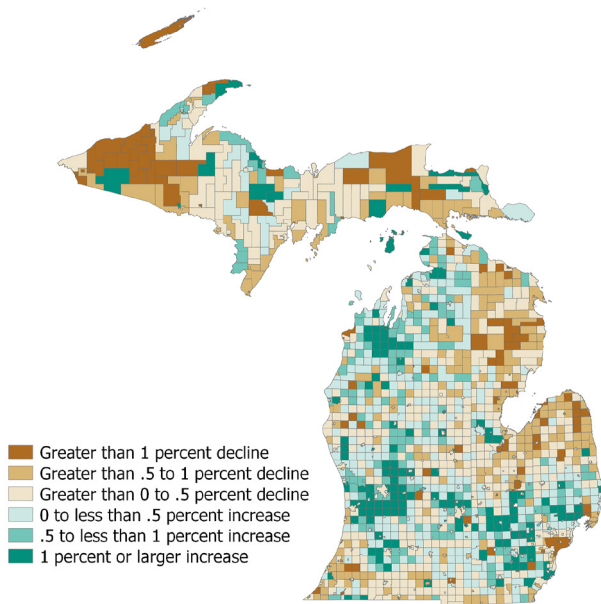 Greater than 1 percent decline
Greater than .5 to 1 percent decline
Greater than 0 to .5 percent decline
0 to less than .5 percent increase
.5 to less than 1 percent increase
1 percent or larger increase